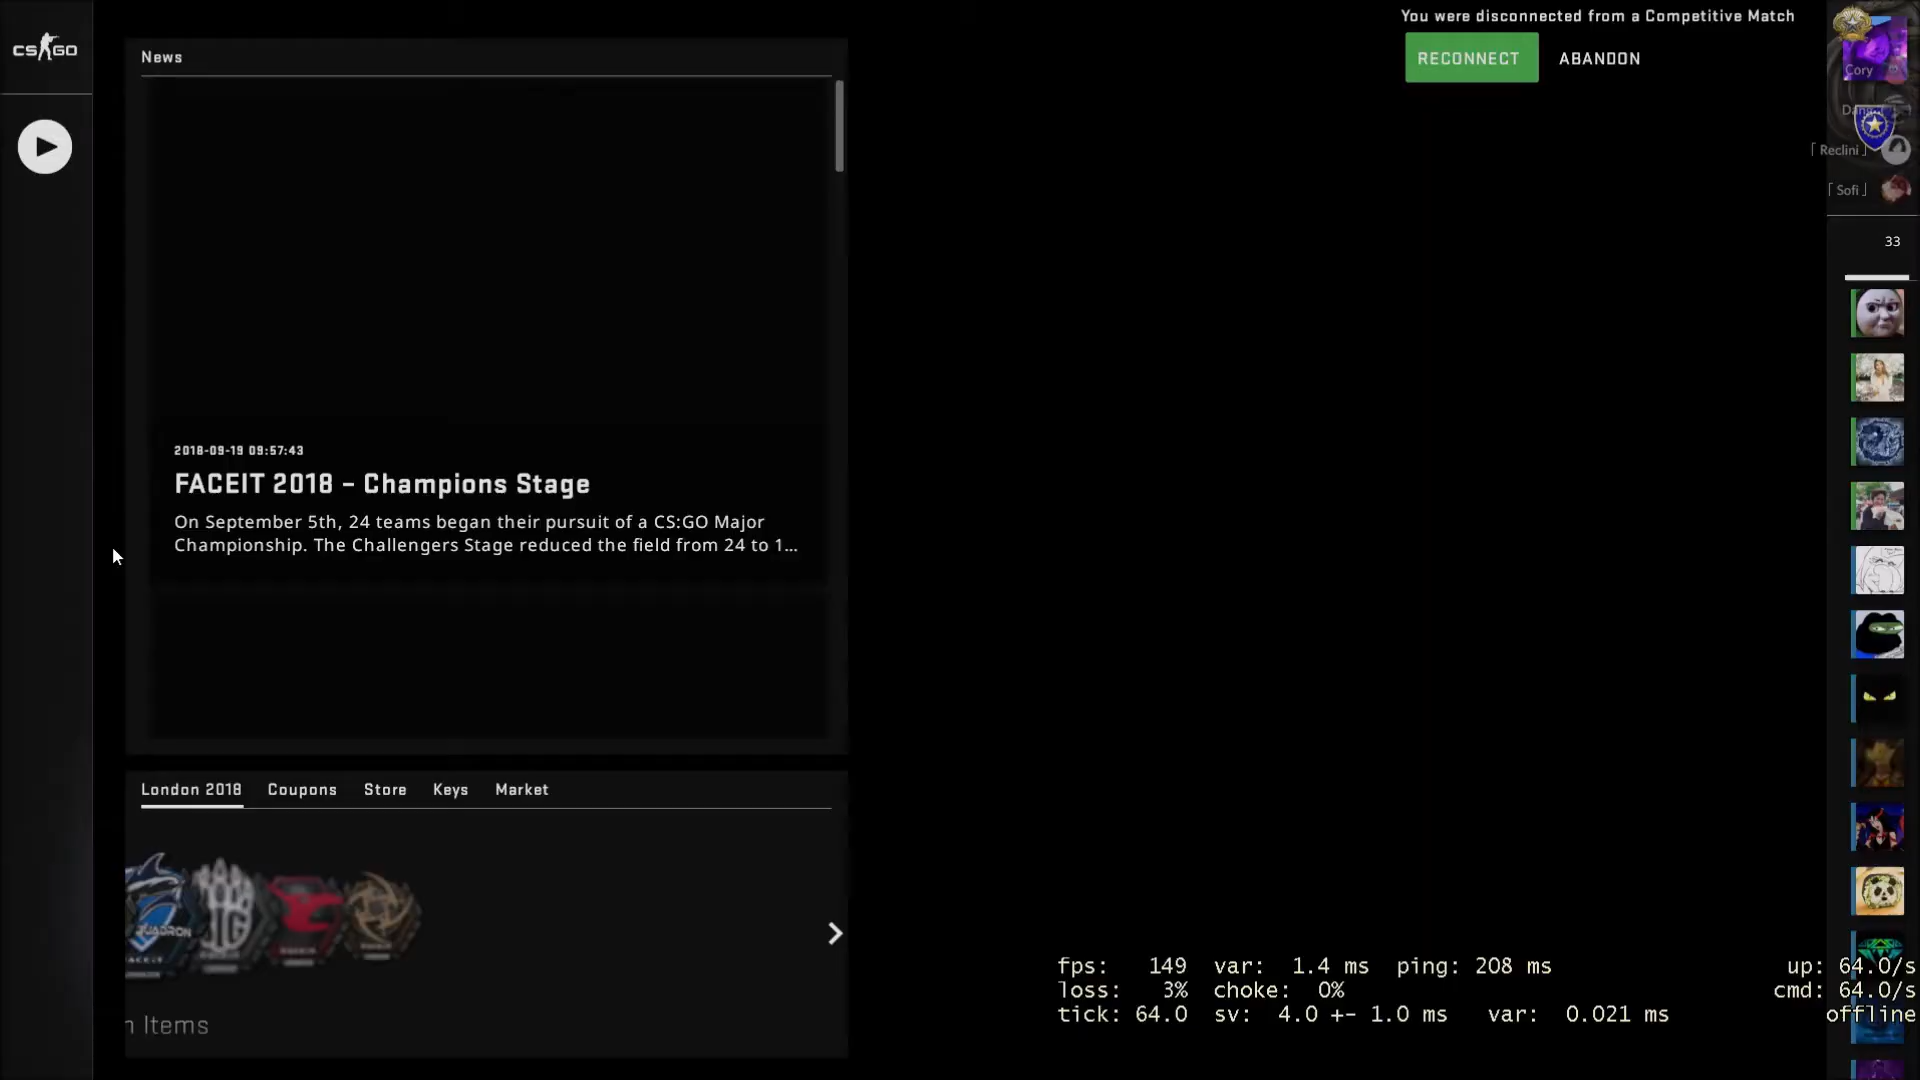 CS GO
You were disconnected from a Competitive Match
RECONNECT
ABANDON
News
Cory
「 Reclini 」
「 Sofi 」
33
2018-09-19 09:57:43
FACEIT 2018 – Champions Stage
On September 5th, 24 teams began their pursuit of a CS:GO Major
Championship. The Challengers Stage reduced the field from 24 to 1...
London 2018
Coupons
Store
Keys
Market
n Items
fps: 149 var: 1.4 ms ping: 208 ms
loss: 3% choke: 0%
tick: 64.0 sv: 4.0 +- 1.0 ms var: 0.021 ms
up: 64.0/s
cmd: 64.0/s
offline